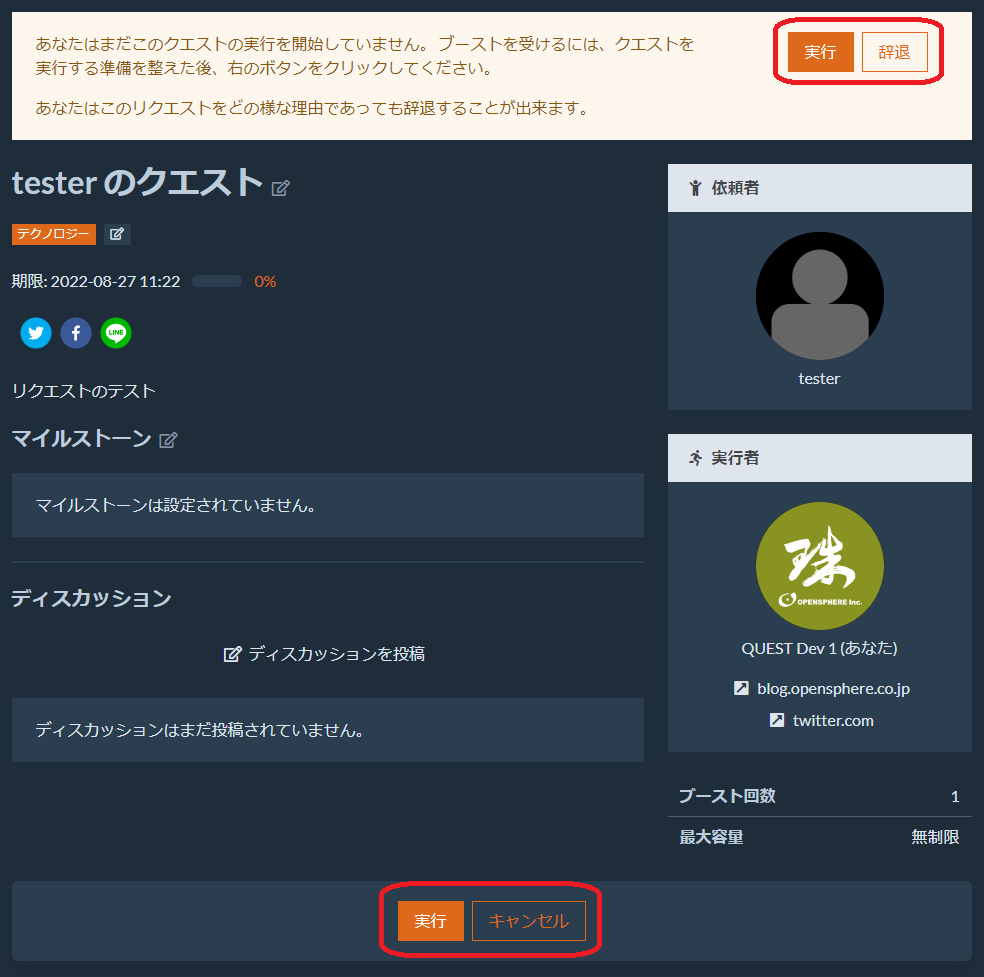 あなたはまだこのクエストの実行を開始していません。ブーストを受けるには、クエストを
実行する準備を整えた後、右のボタンをクリックしてください。
あなたはこのリクエストをどの様な理由であっても辞退することが出来ます。
実行
辞退
tester のクエスト
テクノロジー
期限: 2022-08-27 11:22
0%
LINE
リクエストのテスト
マイルストーン
マイルストーンは設定されていません。
ディスカッション
ディスカッションを投稿
ディスカッションはまだ投稿されていません。
依頼者
tester
実行者
珠
OPENSPHERE Inc.
QUEST Dev 1 (あなた)
blog.opensphere.co.jp
twitter.com
ブースト回数 1
最大容量 無制限
実行
キャンセル